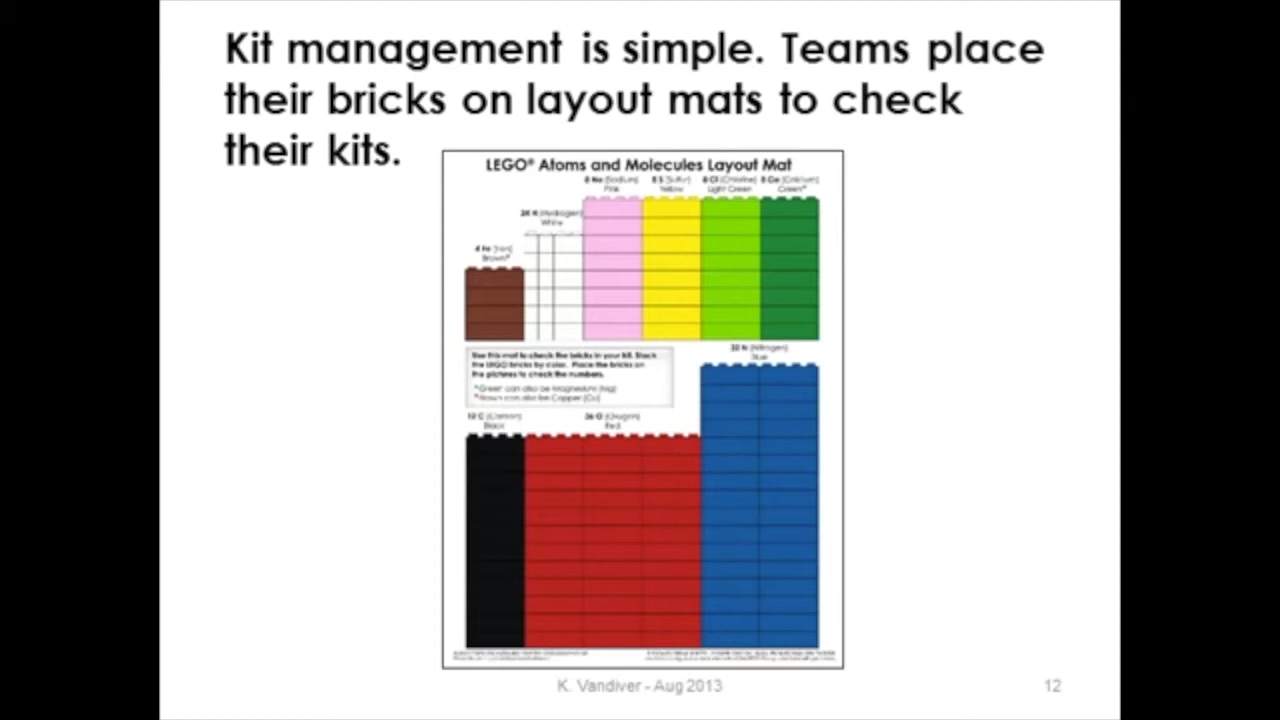 Kit management is simple. Teams place
their bricks on layout mats to check
their kits.
LEGO® Atoms and Molecules Layout Mat
8 Na (Sodium)
Pink
8 S (Sulfur)
Yellow
8 Cl (Chlorine)
Light Green
8 Ca (Calcium)
Green*
24 H (Hydrogen)
White
4 Fe (Iron)
Brown*
Use this mat to check the bricks in your kit. Stack
the LEGO bricks by color. Place the bricks on
the pictures to check the numbers.
*Green can also be Magnesium (Mg)
*Brown can also be Copper (Cu)
32 N (Nitrogen)
Blue
12 C (Carbon)
Black
36 O (Oxygen)
Red
K. Vandiver - Aug 2013
12